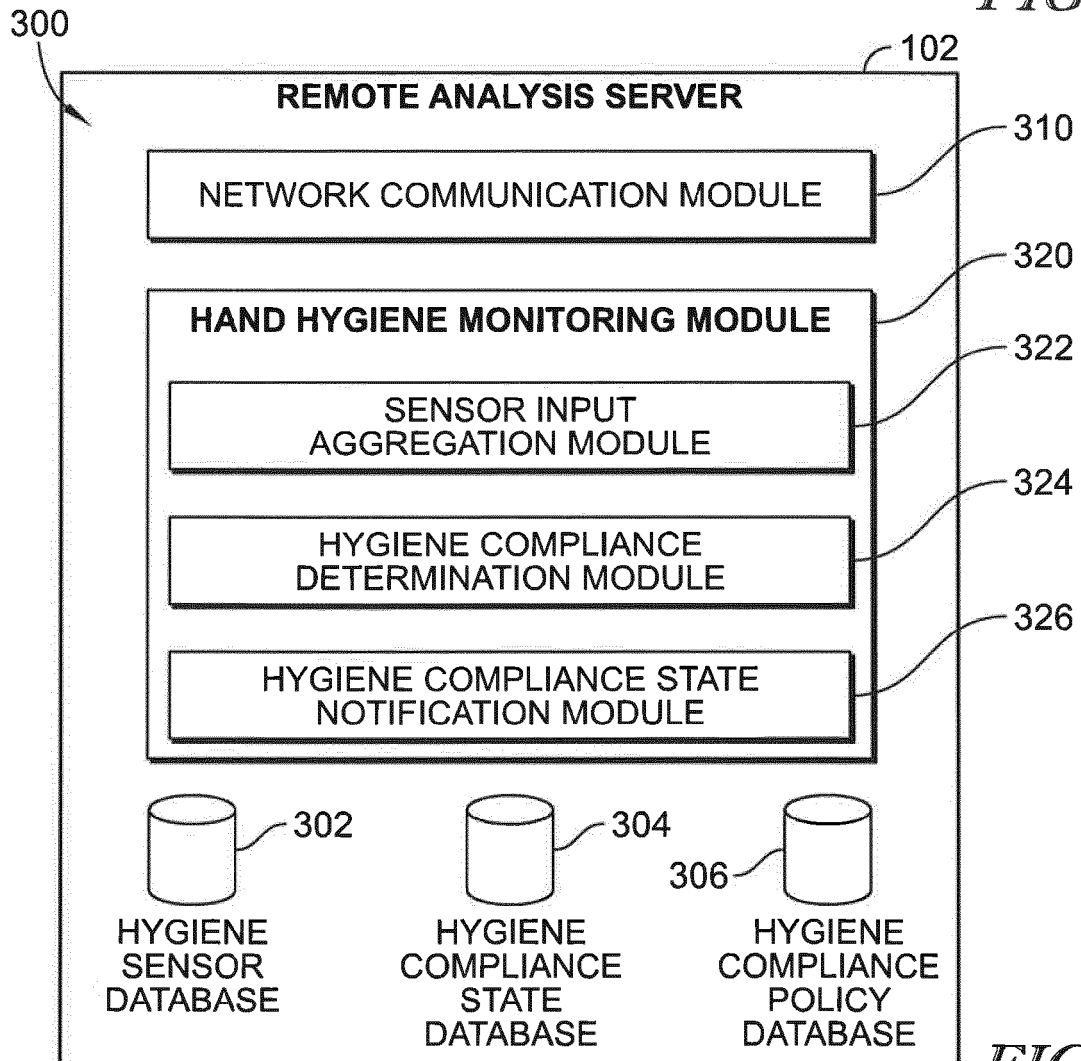 FIG
300
102
REMOTE ANALYSIS SERVER
310
NETWORK COMMUNICATION MODULE
320
HAND HYGIENE MONITORING MODULE
322
SENSOR INPUT
AGGREGATION MODULE
324
HYGIENE COMPLIANCE
DETERMINATION MODULE
326
HYGIENE COMPLIANCE STATE
NOTIFICATION MODULE
302
304
306
HYGIENE
SENSOR
DATABASE
HYGIENE
COMPLIANCE
STATE
DATABASE
HYGIENE
COMPLIANCE
POLICY
DATABASE
FIG